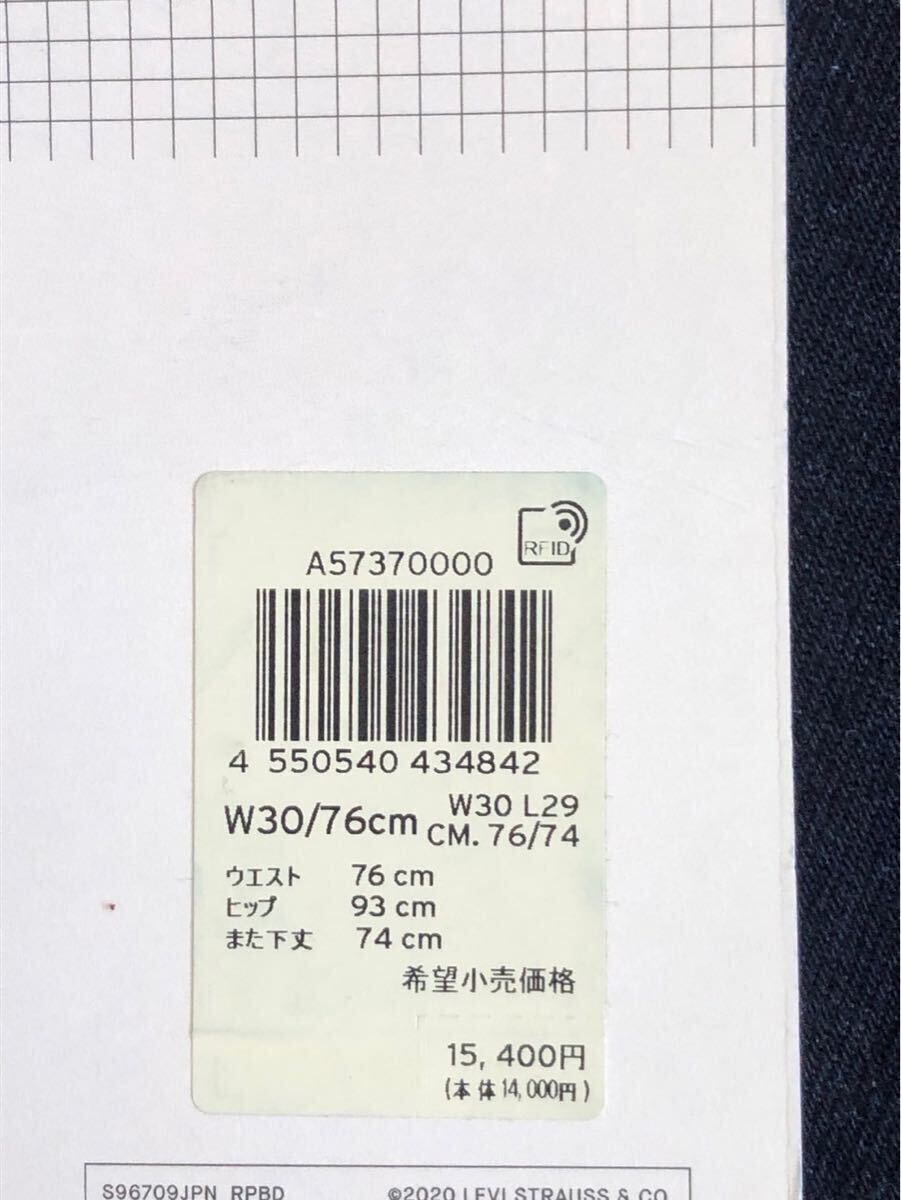 RFID
A57370000
4 550540 434842
W30/76cm
W30 L29
CM. 76/74
ウエスト 76 cm
ヒップ 93 cm
また下丈 74 cm
希望小売価格
15,400円
(本体14,000円)
S96709JPN RPBD ©2020 LEVI STRAUSS & CO.